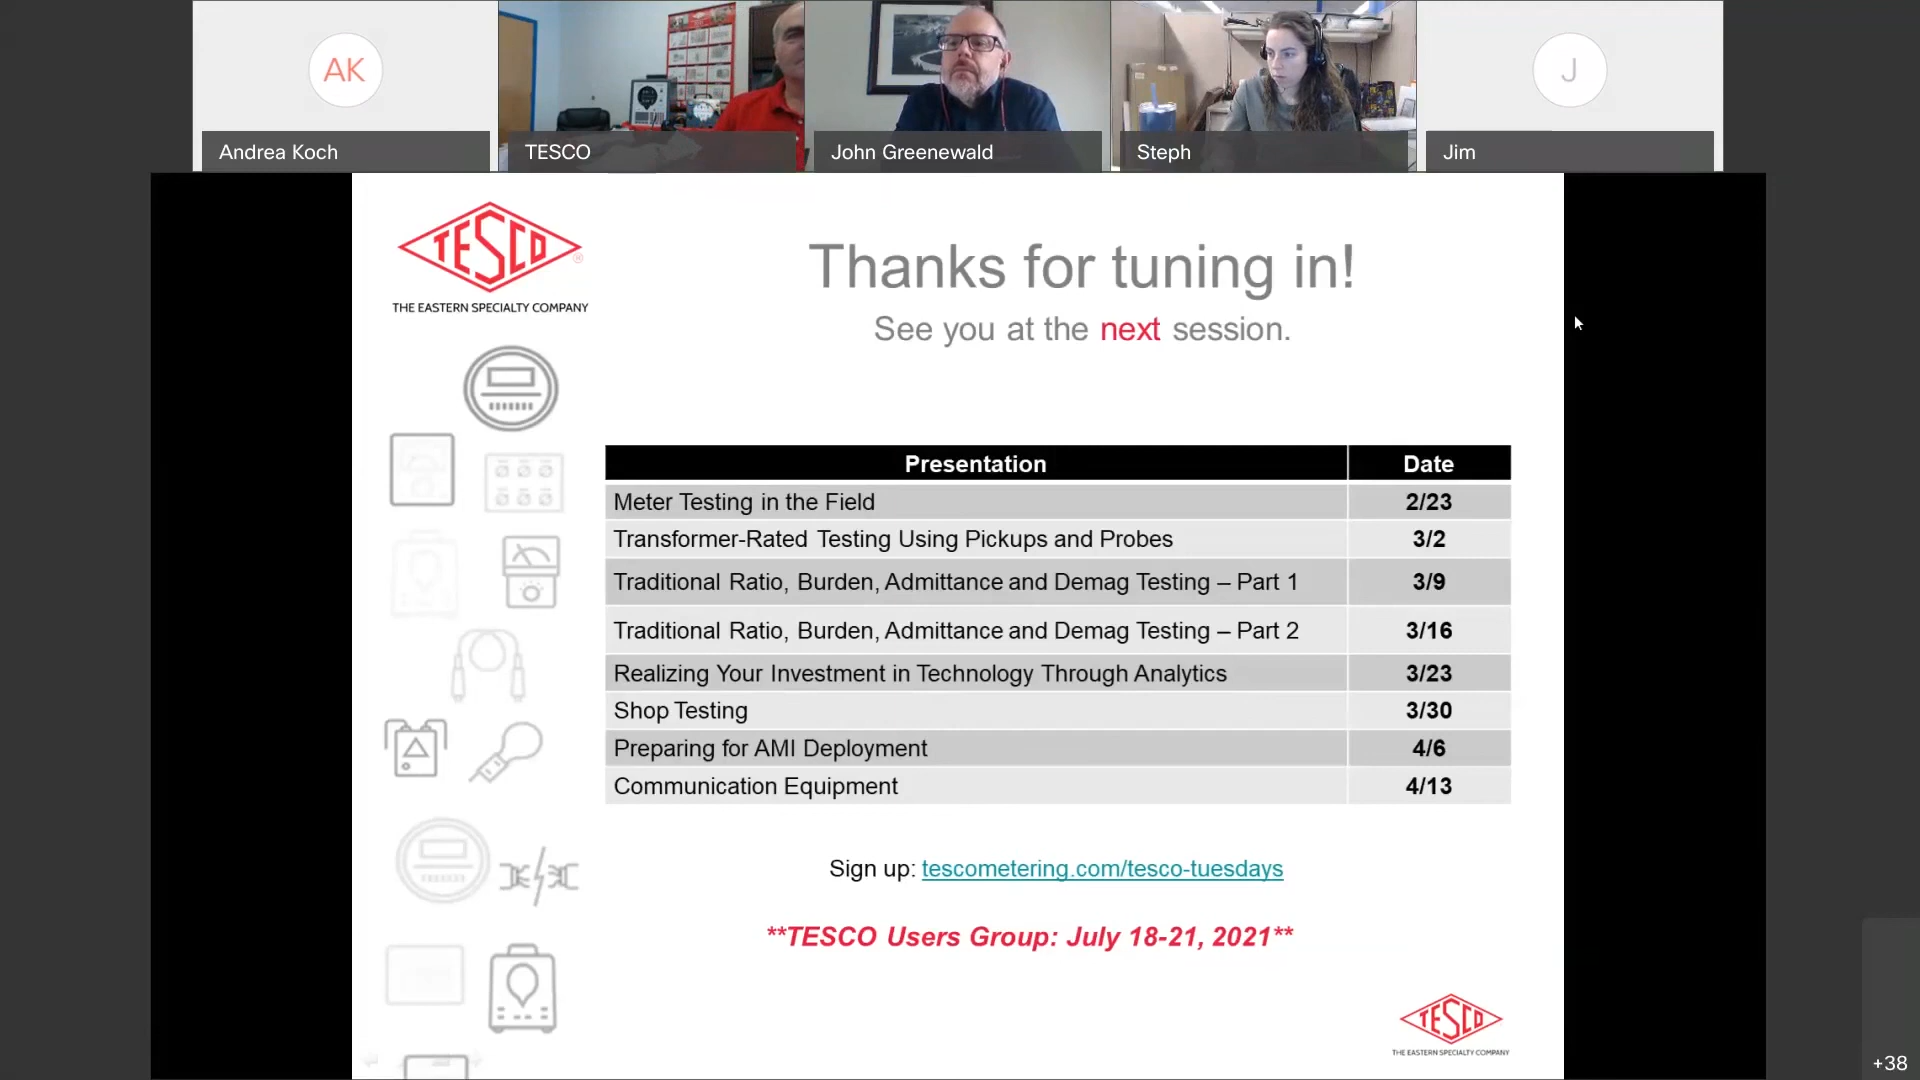 AK
Andrea Koch
TESCO
John Greenewald
Steph
J
Jim
TESCO®
THE EASTERN SPECIALTY COMPANY
Thanks for tuning in!
See you at the next session.
Presentation Date
Meter Testing in the Field 2/23
Transformer-Rated Testing Using Pickups and Probes 3/2
Traditional Ratio, Burden, Admittance and Demag Testing – Part 1 3/9
Traditional Ratio, Burden, Admittance and Demag Testing – Part 2 3/16
Realizing Your Investment in Technology Through Analytics 3/23
Shop Testing 3/30
Preparing for AMI Deployment 4/6
Communication Equipment 4/13
Sign up: tescometering.com/tesco-tuesdays
**TESCO Users Group: July 18-21, 2021**
TESCO
THE EASTERN SPECIALTY COMPANY
+38